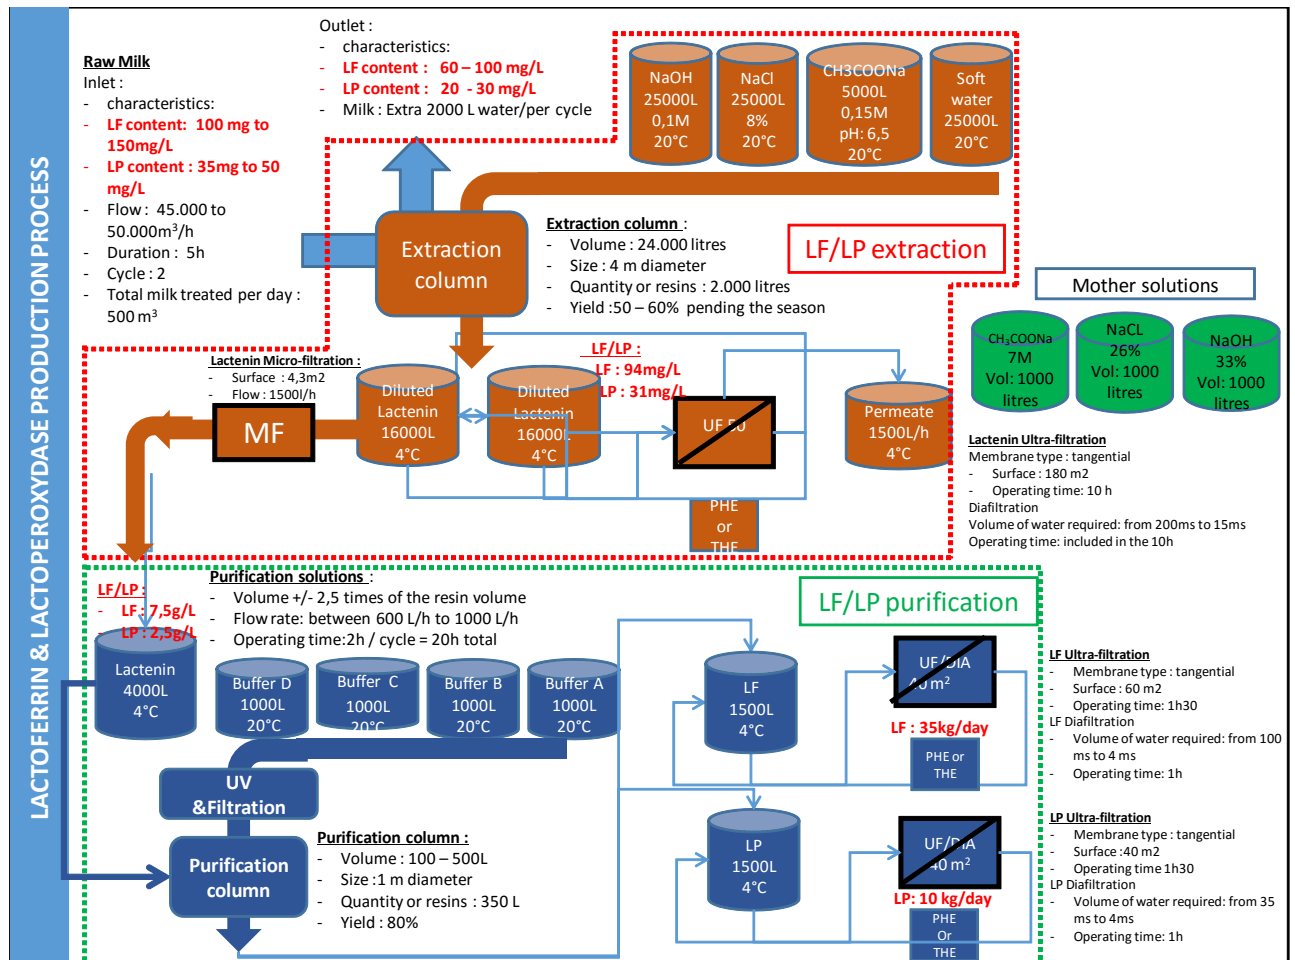 LACTOFERRIN & LACTOPEROXYDASE PRODUCTION PROCESS
Raw Milk
Inlet :
- characteristics:
- LF content: 100 mg to
150mg/L
- LP content : 35mg to 50
mg/L
- Flow : 45.000 to
50.000m³/h
- Duration : 5h
- Cycle : 2
- Total milk treated per day :
500 m³
Outlet :
- characteristics:
- LF content : 60 – 100 mg/L
- LP content : 20 - 30 mg/L
- Milk : Extra 2000 L water/per cycle
NaOH
25000L
0,1M
20°C
NaCl
25000L
8%
20°C
CH3COONa
5000L
0,15M
pH: 6,5
20°C
Soft
water
25000L
20°C
Extraction
column
Extraction column :
- Volume : 24.000 litres
- Size : 4 m diameter
- Quantity or resins : 2.000 litres
- Yield :50 – 60% pending the season
LF/LP extraction
Mother solutions
CH₃COONa
7M
Vol: 1000
litres
NaCL
26%
Vol: 1000
litres
NaOH
33%
Vol: 1000
litres
Lactenin Micro-filtration :
- Surface : 4,3m2
- Flow : 1500l/h
MF
Diluted
Lactenin
16000L
4°C
Diluted
Lactenin
16000L
4°C
LF/LP :
LF : 94mg/L
LP : 31mg/L
UF 50
PHE
or
THE
Permeate
1500L/h
4°C
Lactenin Ultra-filtration
Membrane type : tangential
- Surface : 180 m2
- Operating time: 10 h
Diafiltration
Volume of water required: from 200ms to 15ms
Operating time: included in the 10h
LF/LP :
- LF : 7,5g/L
- LP : 2,5g/L
Lactenin
4000L
4°C
Purification solutions :
- Volume +/- 2,5 times of the resin volume
- Flow rate: between 600 L/h to 1000 L/h
- Operating time:2h / cycle = 20h total
LF/LP purification
Buffer D
1000L
20°C
Buffer C
1000L
20°C
Buffer B
1000L
20°C
Buffer A
1000L
20°C
UV
&Filtration
Purification
column
Purification column :
- Volume : 100 – 500L
- Size :1 m diameter
- Quantity or resins : 350 L
- Yield : 80%
LF
1500L
4°C
UF/DIA
40 m²
LF : 35kg/day
PHE or
THE
LP
1500L
4°C
UF/DIA
40 m²
LP: 10 kg/day
PHE
Or
THE
LF Ultra-filtration
- Membrane type : tangential
- Surface : 60 m2
- Operating time: 1h30
LF Diafiltration
- Volume of water required: from 100
ms to 4 ms
- Operating time: 1h
LP Ultra-filtration
- Membrane type : tangential
- Surface :40 m2
- Operating time 1h30
LP Diafiltration
- Volume of water required: from 35
ms to 4ms
- Operating time: 1h